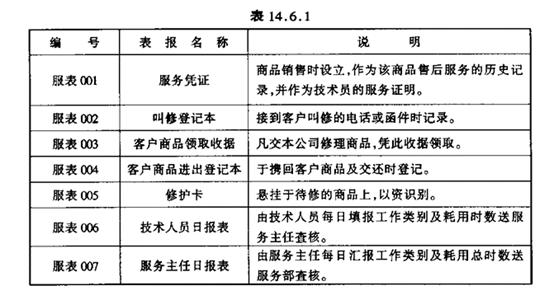 表 14.6.1
编 号 表 报 名 称 说 明
服表 001 服务凭证 商品销售时设立,作为该商品售后服务的历史记
录,并作为技术员的服务证明。
服表 002 叫修登记本 接到客户叫修的电话或函件时记录。
服表 003 客户商品领取收据 凡交本公司修理商品,凭此收据领取。
服表 004 客户商品进出登记本 于携回客户商品及交还时登记。
服表 005 修护卡 悬挂于待修的商品上,以资识别。
服表 006 技术人员日报表 由技术人员每日填报工作类别及耗用时数送服
务主任查核。
服表 007 服务主任日报表 由服务主任每日汇报工作类别及耗用总时数送
服务部查核。